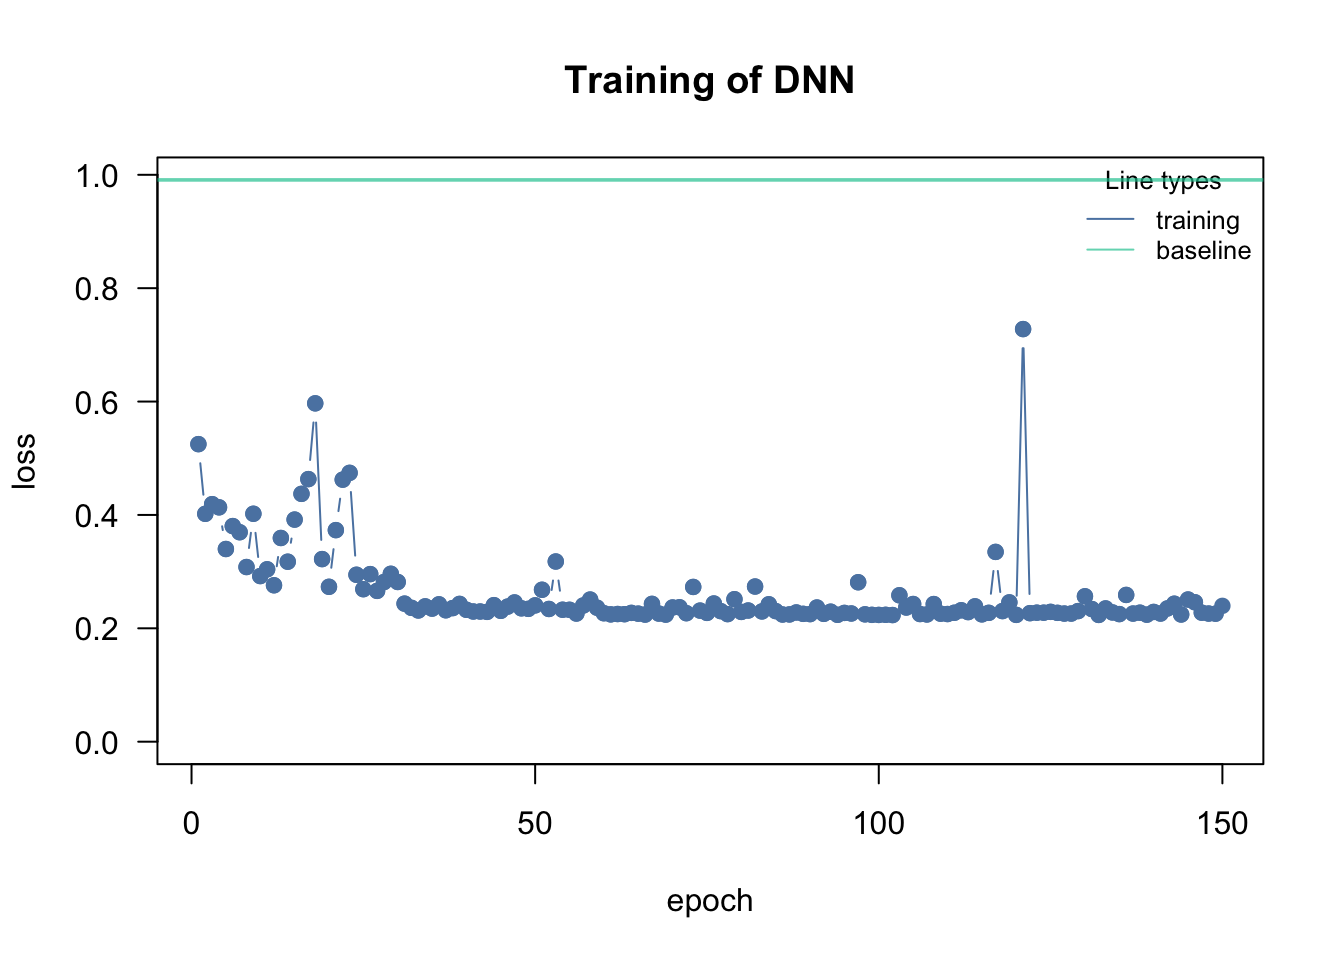 Training of DNN
1.0
0.8
0.6
0.4
0.2
0.0
loss
Line types
training
baseline
0 50 100 150
epoch